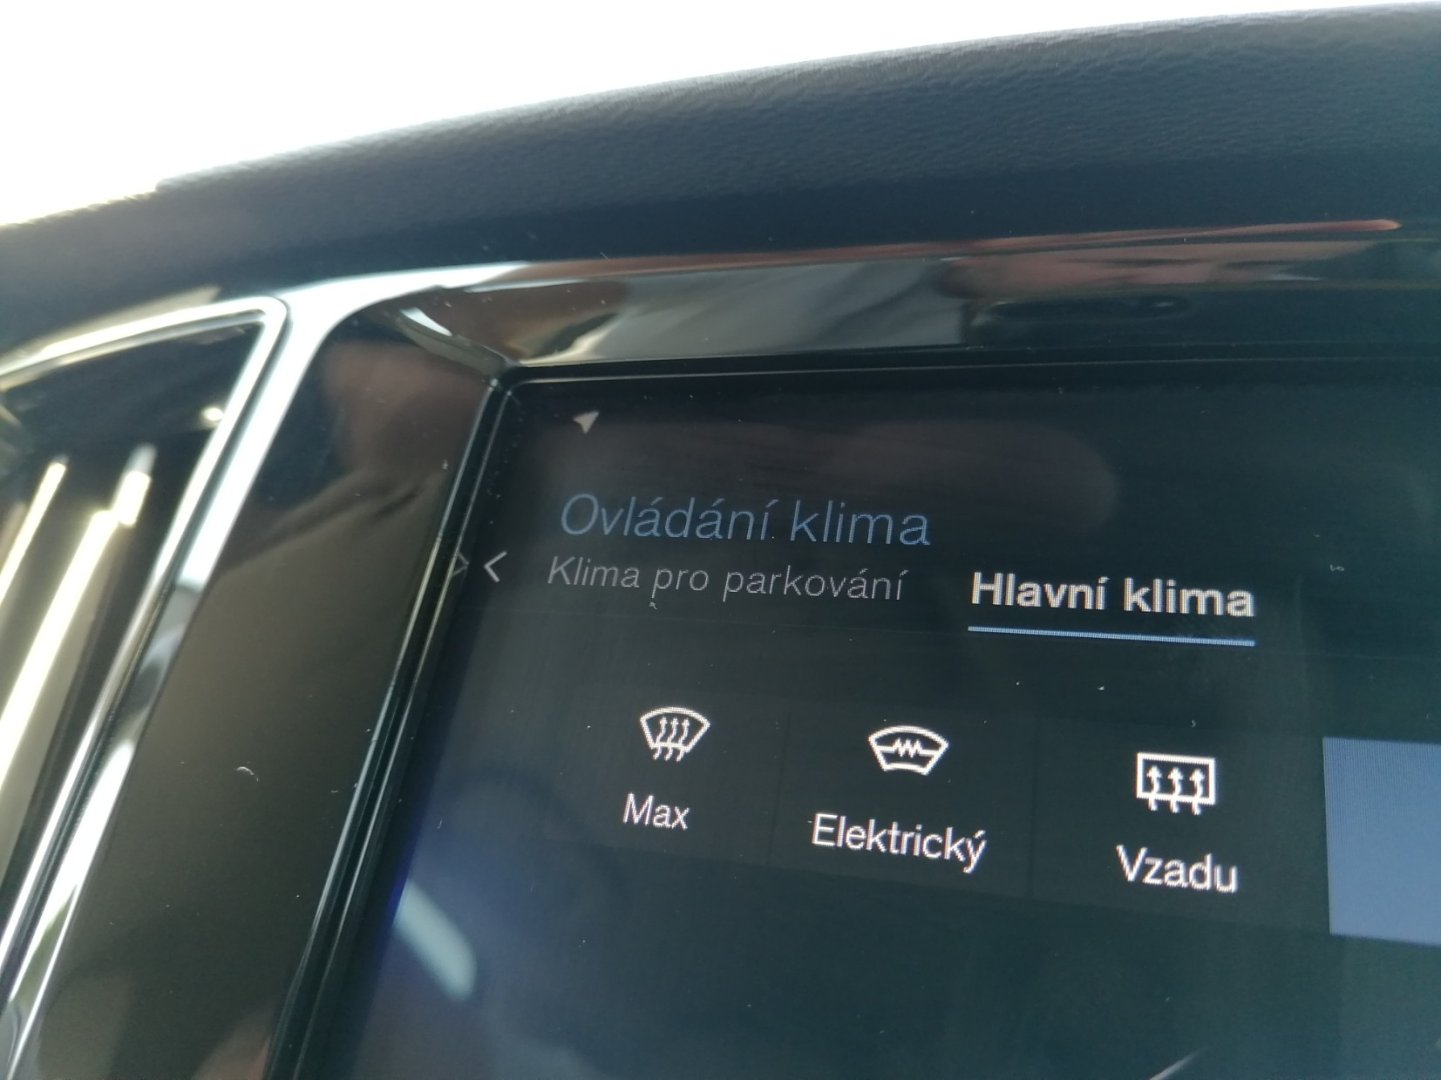 Ovládání klima
Klima pro parkování Hlavní klima
Max Elektrický Vzadu